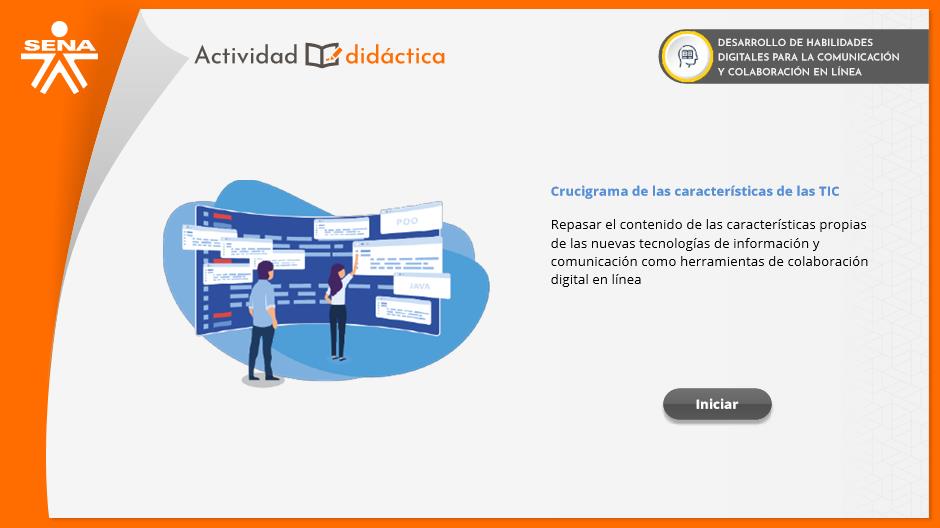 SENA
Actividad didáctica
DESARROLLO DE HABILIDADES
DIGITALES PARA LA COMUNICACIÓN
Y COLABORACIÓN EN LÍNEA
PDO
JAVA
Crucigrama de las características de las TIC
Repasar el contenido de las características propias
de las nuevas tecnologías de información y
comunicación como herramientas de colaboración
digital en línea
Iniciar